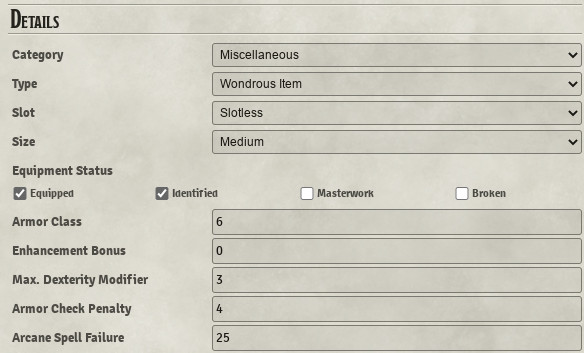 Details
Category Miscellaneous
Type Wondrous Item
Slot Slotless
Size Medium
Equipment Status
Equipped Identified Masterwork Broken
Armor Class 6
Enhancement Bonus 0
Max. Dexterity Modifier 3
Armor Check Penalty 4
Arcane Spell Failure 25